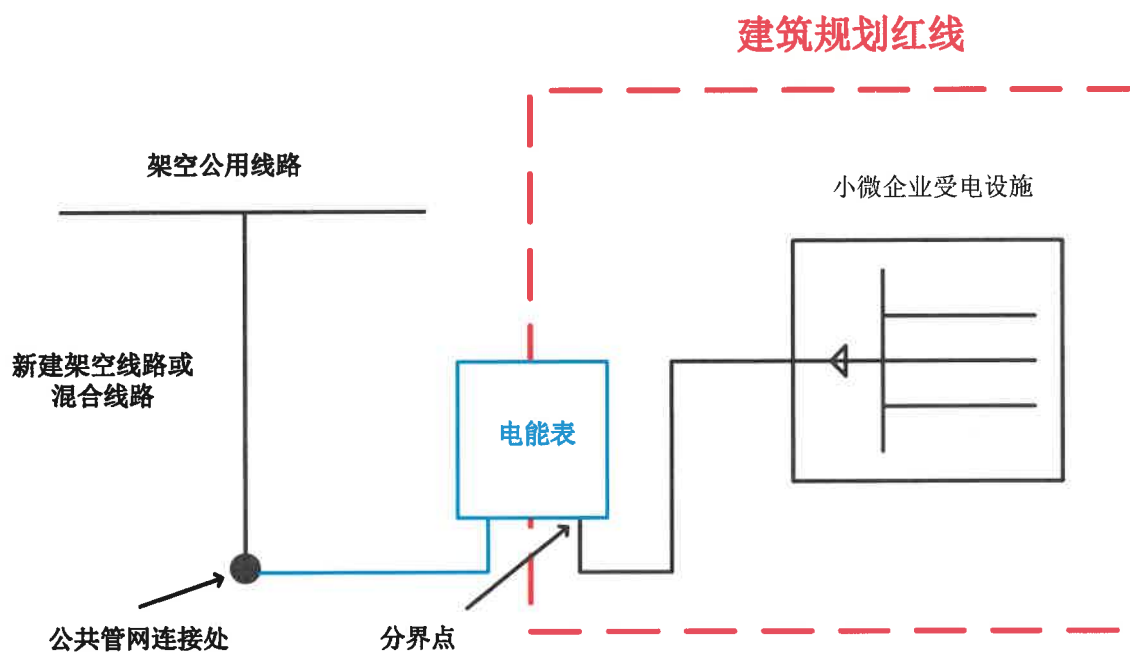 建筑规划红线
架空公用线路
小微企业受电设施
新建架空线路或
混合线路
电能表
公共管网连接处
分界点